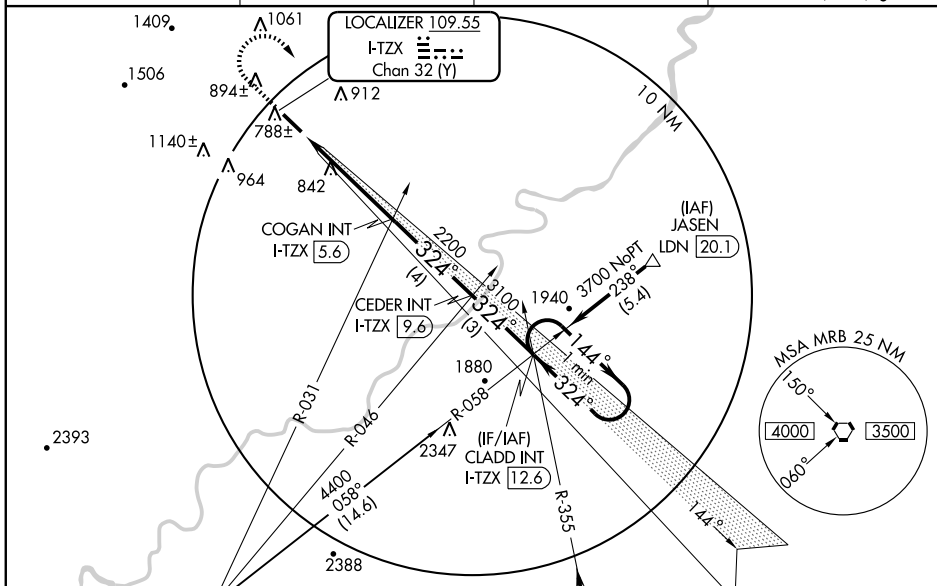 1409
1061
LOCALIZER 109.55
I-TZX
Chan 32 (Y)
1506
894±
912
10 NM
788±
1140±
964
842
(IAF)
JASEN
LDN 20.1
COGAN INT
I-TZX 5.6
2200
324°
(4)
3700 NoPT
238°
(5.4)
3100
1940
CEDER INT
I-TZX 9.6
324°
(3)
144°
1 min
324°
MSA MRB 25 NM
150°
4000
3500
060°
1880
R-031
R-046
R-058
2393
2347
(IF/IAF)
CLADD INT
I-TZX 12.6
4400
058°
(14.6)
R-355
144°
2388